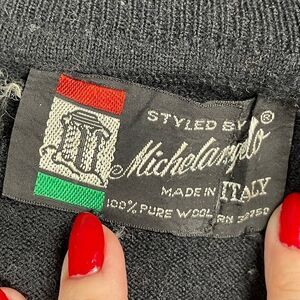 STYLED BY
Michelangelo®
MADE IN ITALY
100% PURE WOOL RN